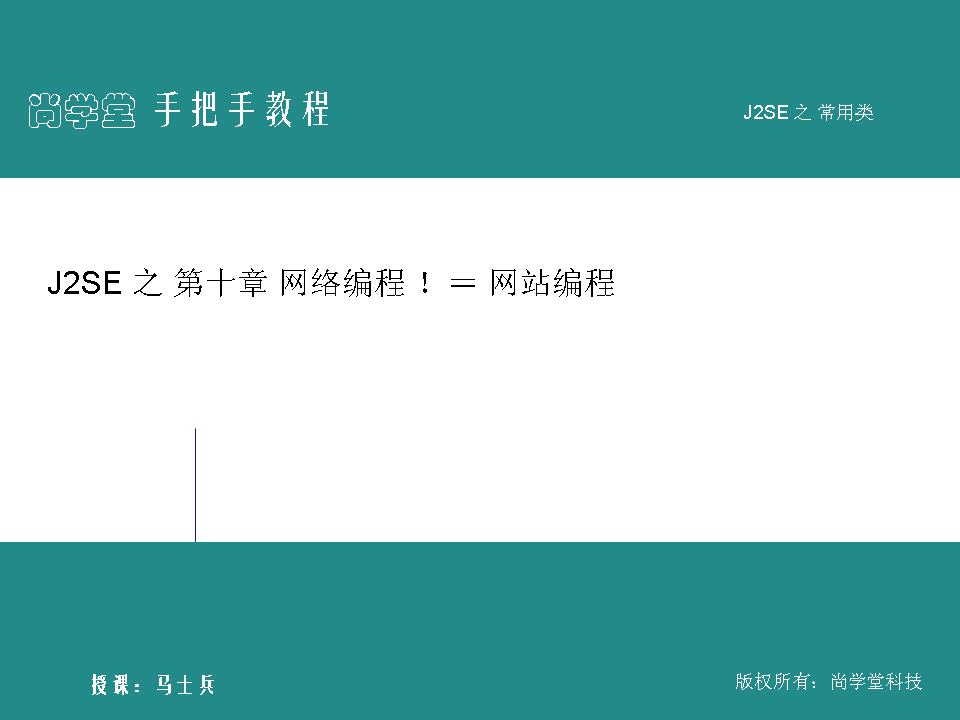 尚学堂 手把手教程
J2SE 之 常用类
J2SE 之 第十章 网络编程 ！＝ 网站编程
授课：马士兵
版权所有：尚学堂科技